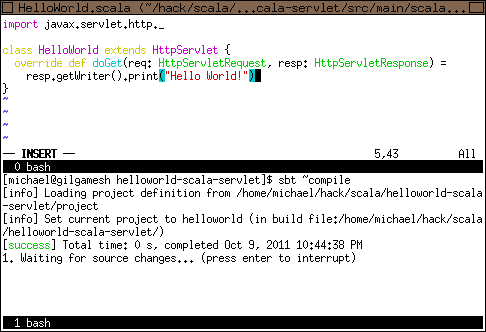 HelloWorld.scala (~/hack/scala/...cala-servlet/src/main/scala...
import javax.servlet.http._
class HelloWorld extends HttpServlet {
  override def doGet(req: HttpServletRequest, resp: HttpServletResponse) =
    resp.getWriter().print("Hello World!")
}
~
~
~
-- INSERT -- 5,43 All
0 bash
[michael@gilgamesh helloworld-scala-servlet]$ sbt ~compile
[info] Loading project definition from /home/michael/hack/scala/helloworld-scal
a-servlet/project
[info] Set current project to helloworld (in build file:/home/michael/hack/scala
/helloworld-scala-servlet/)
[success] Total time: 0 s, completed Oct 9, 2011 10:44:38 PM
1. Waiting for source changes... (press enter to interrupt)
1 bash